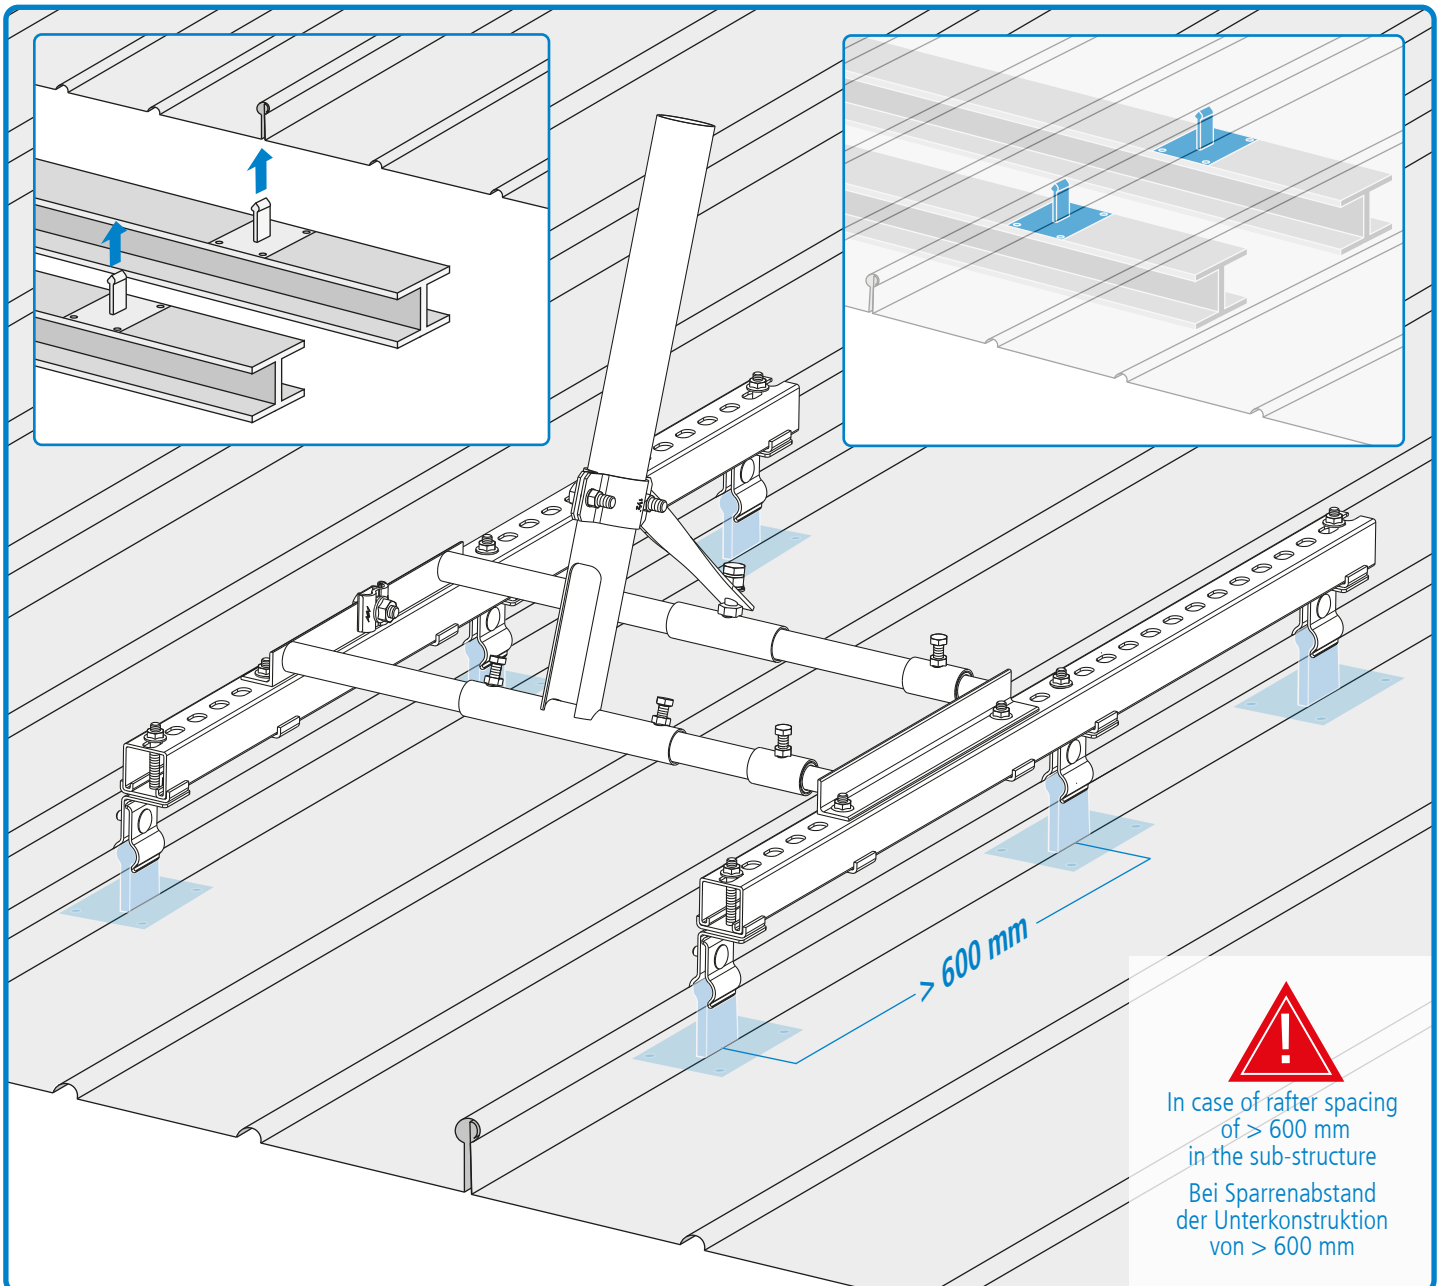 > 600 mm
!
In case of rafter spacing
of > 600 mm
in the sub-structure
Bei Sparrenabstand
der Unterkonstruktion
von > 600 mm